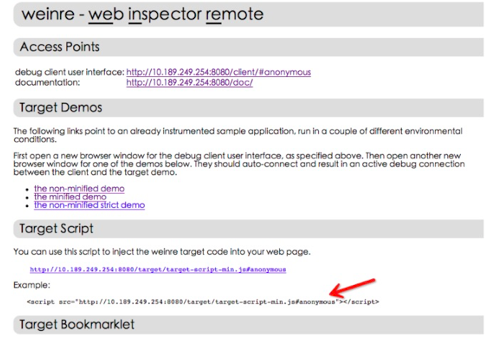 weinre - web inspector remote
Access Points
debug client user interface: http://10.189.249.254:8080/client/#anonymous
documentation: http://10.189.249.254:8080/doc/
Target Demos
The following links point to an already instrumented sample application, run in a couple of different environmental
conditions.
First open a new browser window for the debug client user interface, as specified above. Then open another new
browser window for one of the demos below. They should auto-connect and result in an active debug connection
between the client and the target demo.
• the non-minified demo
• the minified demo
• the non-minified strict demo
Target Script
You can use this script to inject the weinre target code into your web page.
http://10.189.249.254:8080/target/target-script-min.js#anonymous
Example:
<script src="http://10.189.249.254:8080/target/target-script-min.js#anonymous"></script>
Target Bookmarklet